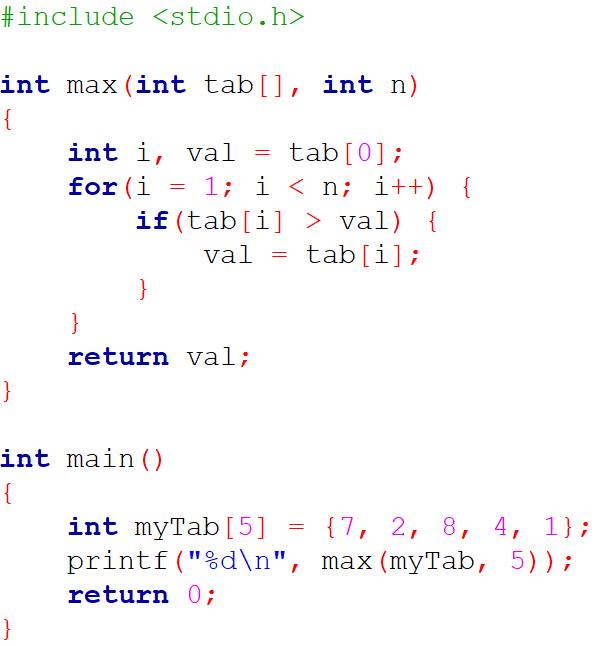 #include <stdio.h>

int max(int tab[], int n)
{
    int i, val = tab[0];
    for(i = 1; i < n; i++) {
        if(tab[i] > val) {
            val = tab[i];
        }
    }
    return val;
}

int main()
{
    int myTab[5] = {7, 2, 8, 4, 1};
    printf("%d\n", max(myTab, 5));
    return 0;
}